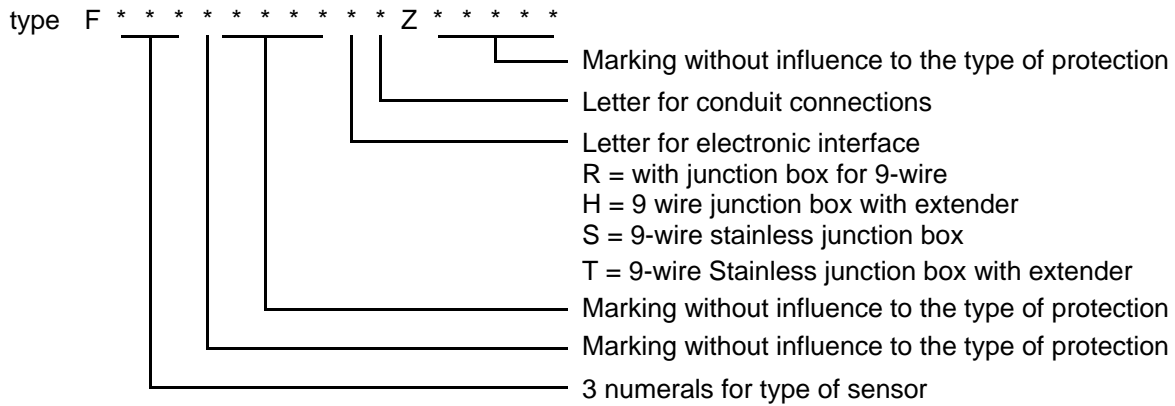 type F * * * * * * * * * * Z * * * * *
Marking without influence to the type of protection
Letter for conduit connections
Letter for electronic interface
R = with junction box for 9-wire
H = 9 wire junction box with extender
S = 9-wire stainless junction box
T = 9-wire Stainless junction box with extender
Marking without influence to the type of protection
Marking without influence to the type of protection
3 numerals for type of sensor